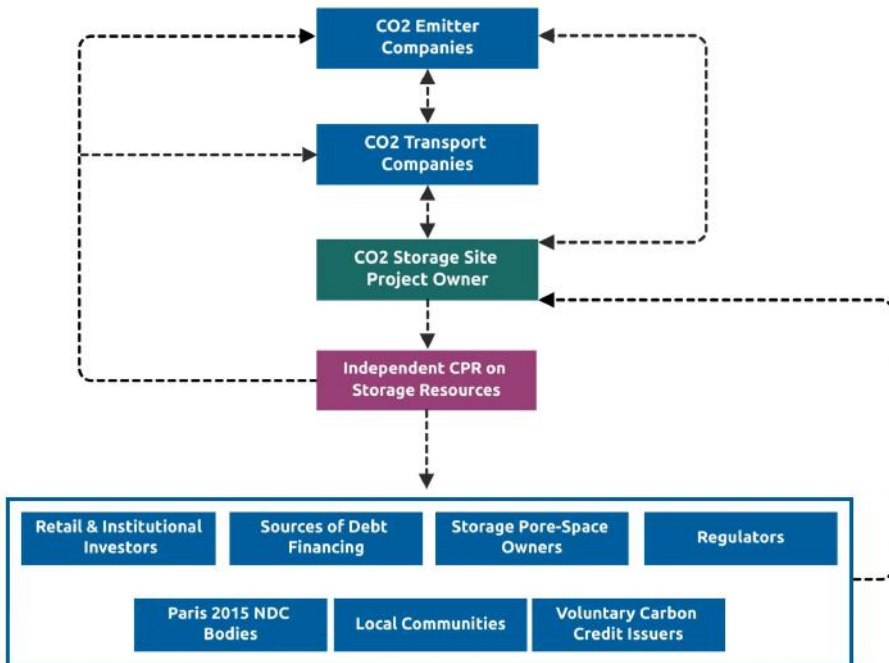 CO2 Emitter
Companies
CO2 Transport
Companies
CO2 Storage Site
Project Owner
Independent CPR on
Storage Resources
Retail & Institutional
Investors
Sources of Debt
Financing
Storage Pore-Space
Owners
Regulators
Paris 2015 NDC
Bodies
Local Communities
Voluntary Carbon
Credit Issuers